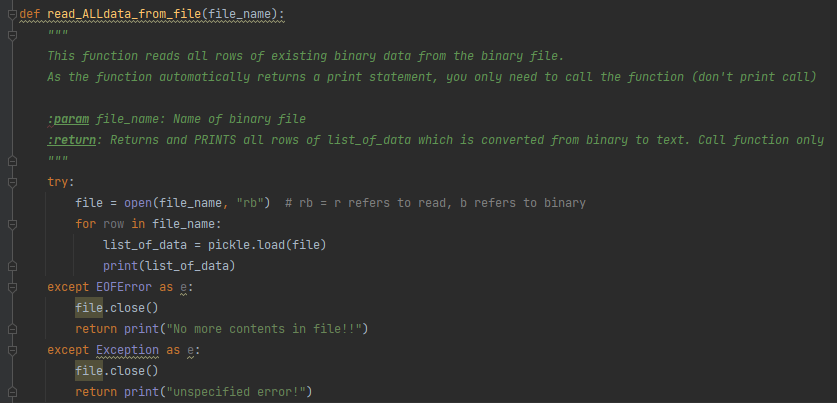 def read_ALLdata_from_file(file_name):
    """
    This function reads all rows of existing binary data from the binary file.
    As the function automatically returns a print statement, you only need to call the function (don't print call)

    :param file_name: Name of binary file
    :return: Returns and PRINTS all rows of list_of_data which is converted from binary to text. Call function only
    """
    try:
        file = open(file_name, "rb")  # rb = r refers to read, b refers to binary
        for row in file_name:
            list_of_data = pickle.load(file)
            print(list_of_data)
    except EOFError as e:
        file.close()
        return print("No more contents in file!!")
    except Exception as e:
        file.close()
        return print("unspecified error!")